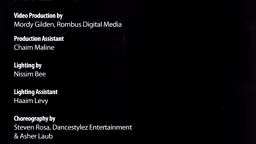 Video Production by
Mordy Gilden, Rombus Digital Media
Production Assistant
Chaim Maline
Lighting by
Nissim Bee
Lighting Assistant
Haaim Levy
Choreography by
Steven Rosa, Dancestylez Entertainment
& Asher Laub